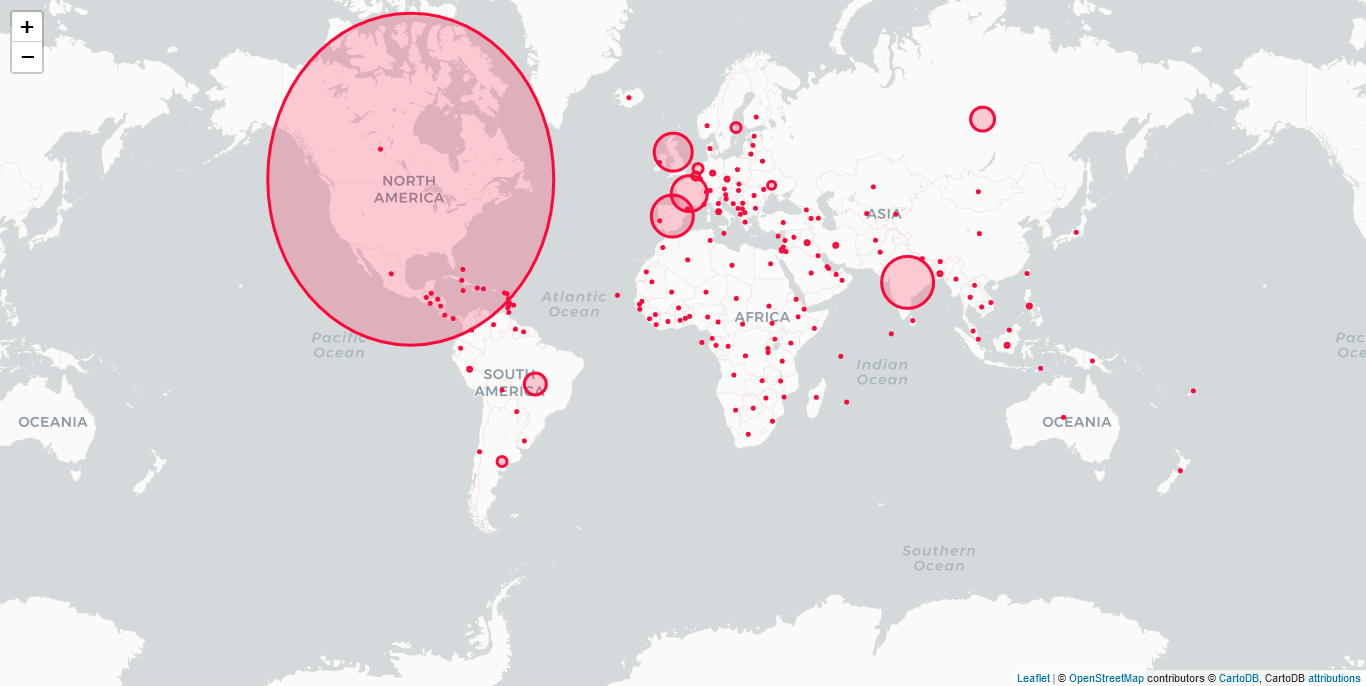 +
−
NORTH
AMERICA
ASIA
Atlantic
Ocean
AFRICA
Pacific
Ocean
Pac
Oce
Indian
Ocean
SOUTH
AMERICA
OCEANIA
OCEANIA
Southern
Ocean
Leaflet | © OpenStreetMap contributors © CartoDB, CartoDB attributions